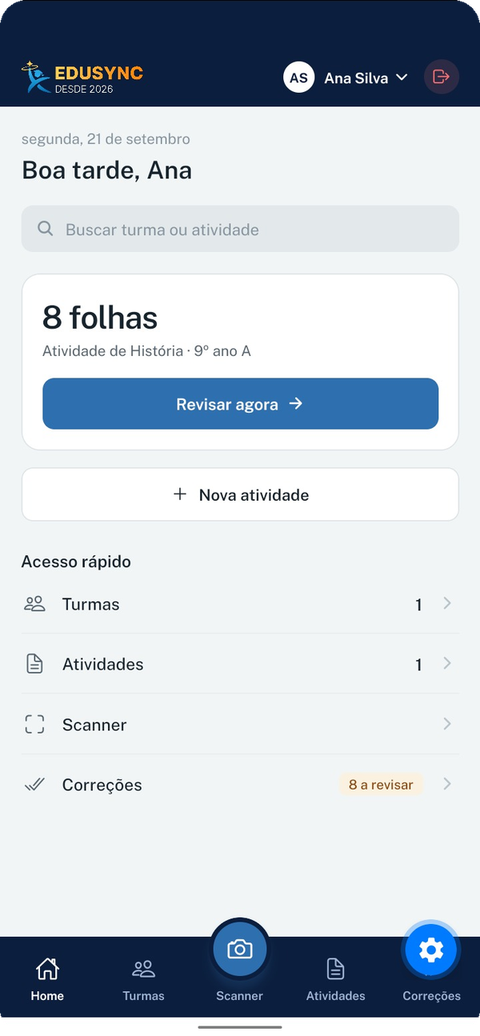 EDUSYNC
DESDE 2026
AS Ana Silva
segunda, 21 de setembro
Boa tarde, Ana
Buscar turma ou atividade
8 folhas
Atividade de História · 9º ano A
Revisar agora
Nova atividade
Acesso rápido
Turmas 1
Atividades 1
Scanner
Correções 8 a revisar
Home Turmas Scanner Atividades Correções